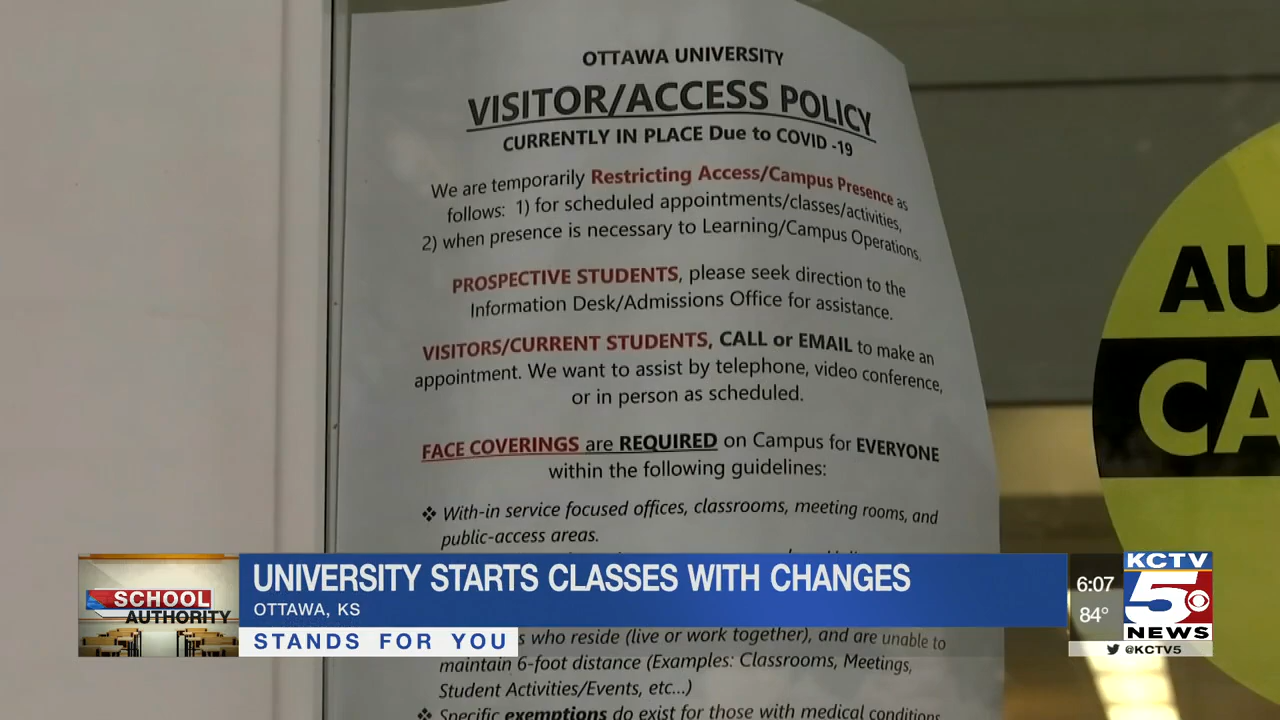 OTTAWA UNIVERSITY
VISITOR/ACCESS POLICY
CURRENTLY IN PLACE Due to COVID -19
We are temporarily Restricting Access/Campus Presence as
follows: 1) for scheduled appointments/classes/activities,
2) when presence is necessary to Learning/Campus Operations.
PROSPECTIVE STUDENTS, please seek direction to the
Information Desk/Admissions Office for assistance.
VISITORS/CURRENT STUDENTS, CALL or EMAIL to make an
appointment. We want to assist by telephone, video conference,
or in person as scheduled.
FACE COVERINGS are REQUIRED on Campus for EVERYONE
within the following guidelines:
❖ With-in service focused offices, classrooms, meeting rooms, and
public-access areas.
who reside (live or work together), and are unable to
maintain 6-foot distance (Examples: Classrooms, Meetings,
Student Activities/Events, etc...)
❖ Specific exemptions do exist for those with medical conditions
AU
CA
SCHOOL
AUTHORITY
UNIVERSITY STARTS CLASSES WITH CHANGES
OTTAWA, KS
STANDS FOR YOU
6:07
84°
KCTV
5
NEWS
@KCTV5